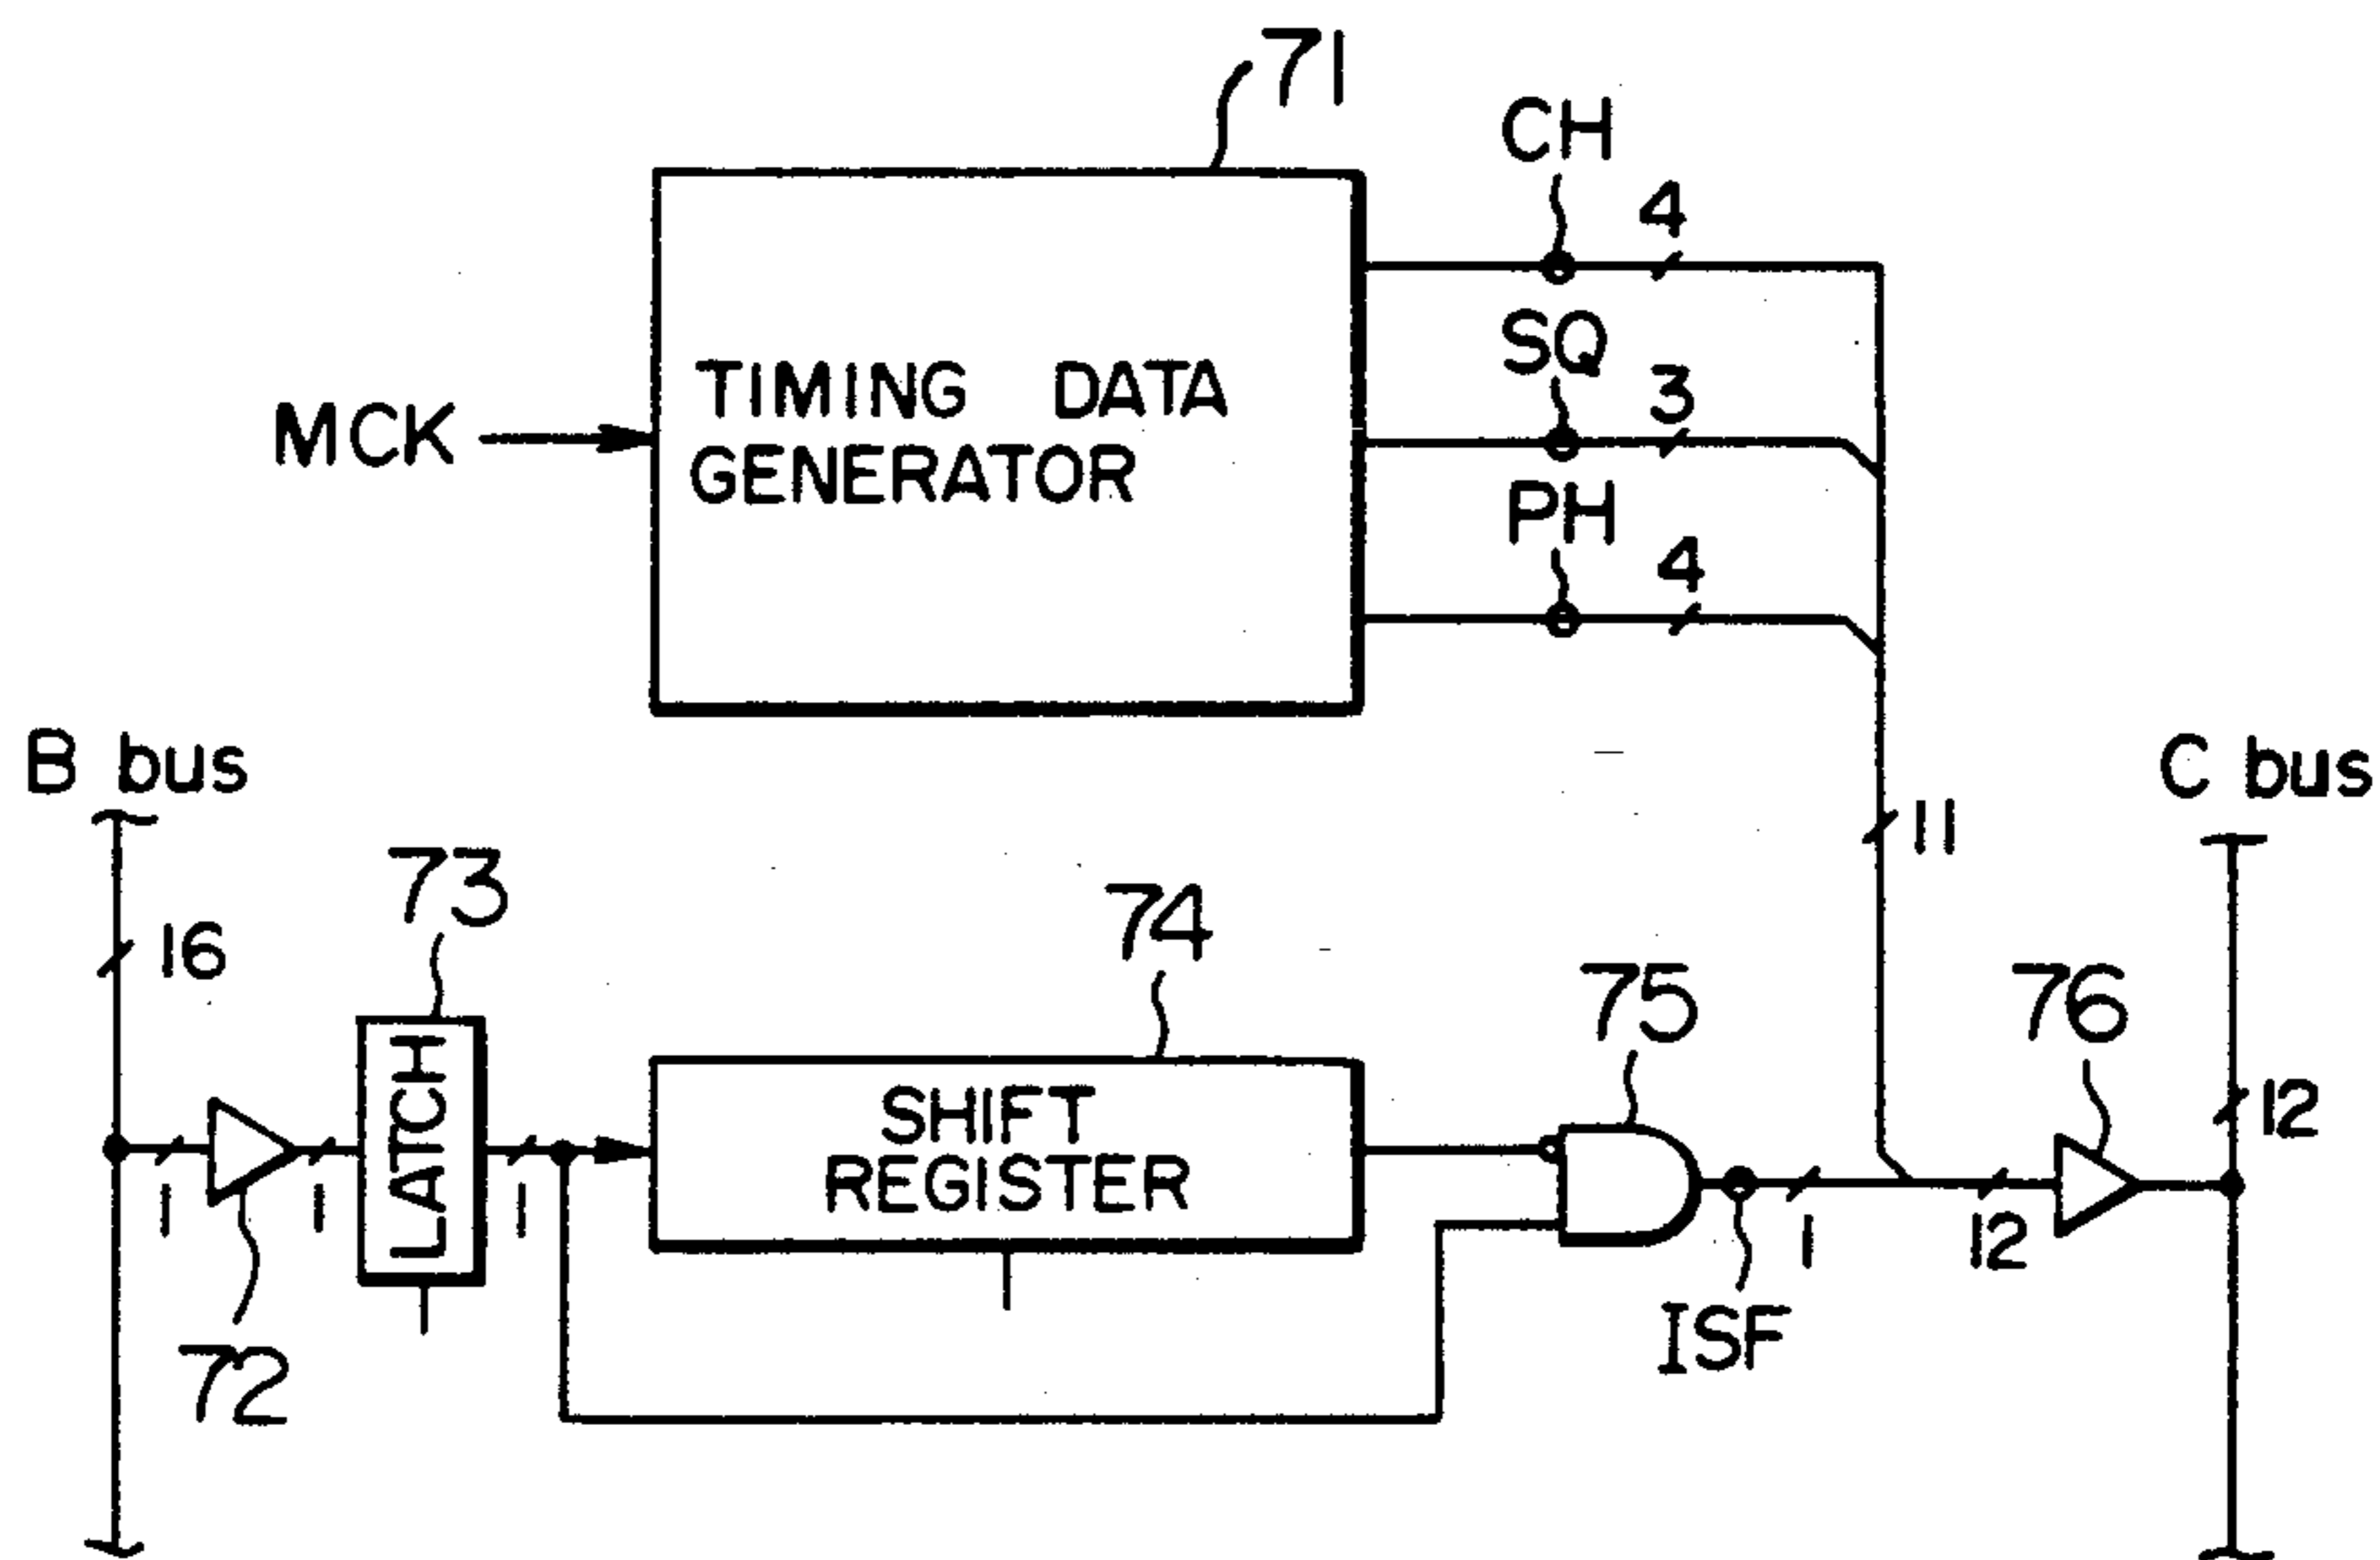 71
CH
4
SQ
3
MCK
TIMING DATA
GENERATOR
PH
4
B bus
C bus
11
73
74
16
75
76
12
LATCH
SHIFT
REGISTER
1
1
1
1
12
ISF
72